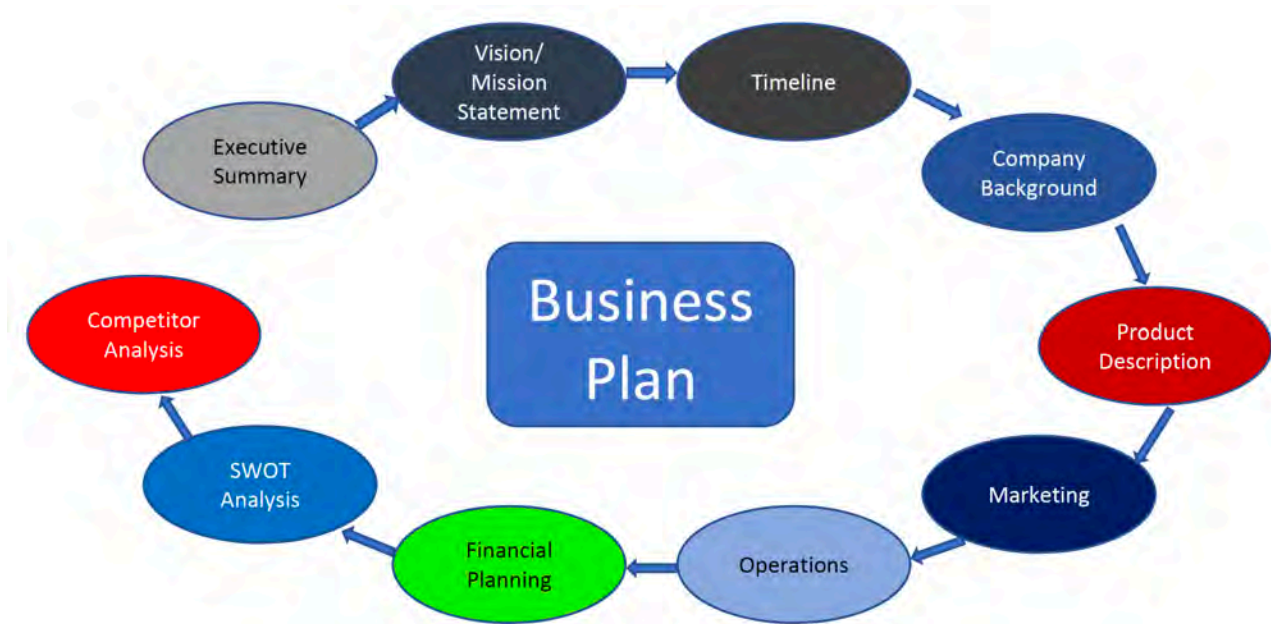 Executive
Summary
Vision/
Mission
Statement
Timeline
Company
Background
Product
Description
Marketing
Operations
Financial
Planning
SWOT
Analysis
Competitor
Analysis
Business
Plan